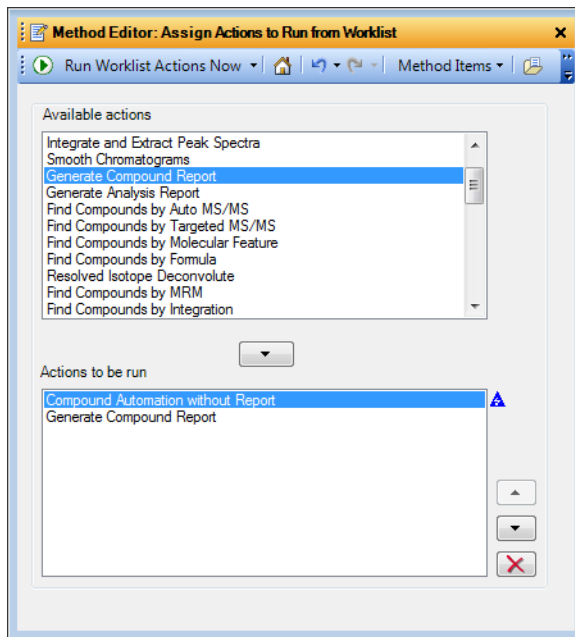 Method Editor: Assign Actions to Run from Worklist
Run Worklist Actions Now
Method Items
Available actions
Integrate and Extract Peak Spectra
Smooth Chromatograms
Generate Compound Report
Generate Analysis Report
Find Compounds by Auto MS/MS
Find Compounds by Targeted MS/MS
Find Compounds by Molecular Feature
Find Compounds by Formula
Resolved Isotope Deconvolute
Find Compounds by MRM
Find Compounds by Integration
Actions to be run
Compound Automation without Report
Generate Compound Report